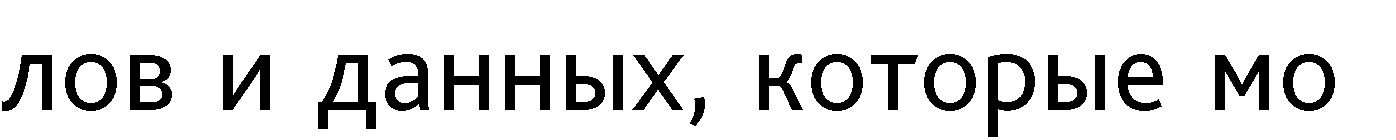 лов и данных, которые мо